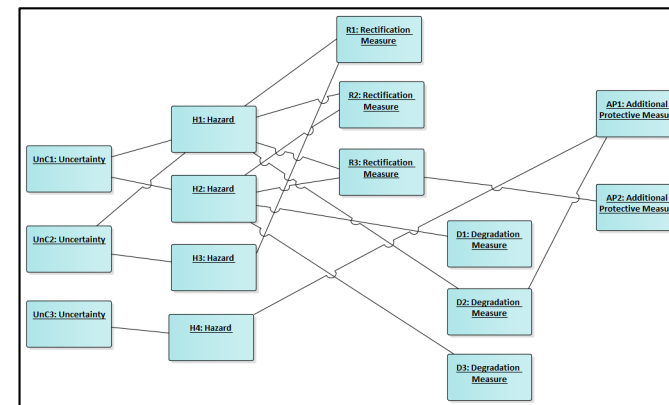 R1: Rectification
Measure
R2: Rectification
Measure
AP1: Additional
Protective Measure
H1: Hazard
UnC1: Uncertainty
R3: Rectification
Measure
H2: Hazard
AP2: Additional
Protective Measure
UnC2: Uncertainty
D1: Degradation
Measure
H3: Hazard
UnC3: Uncertainty
D2: Degradation
Measure
H4: Hazard
D3: Degradation
Measure